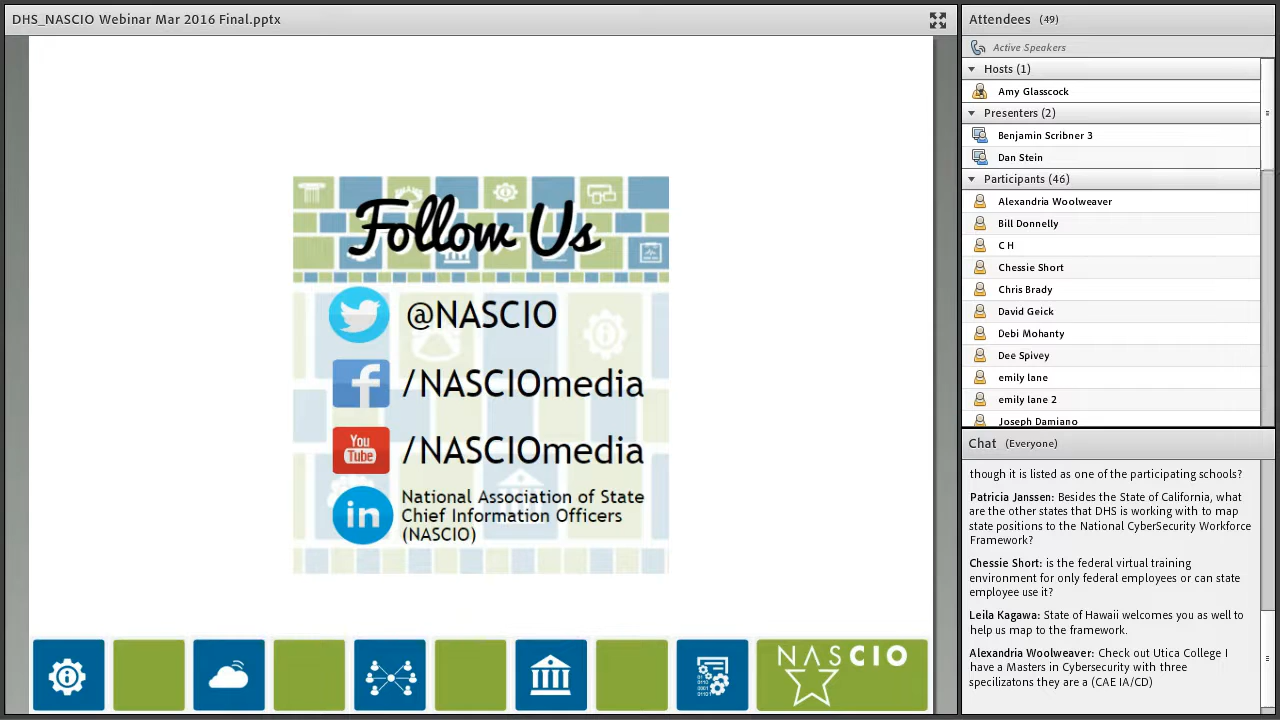 DHS_NASCIO Webinar Mar 2016 Final.pptx
Follow Us
@NASCIO
/NASCIOmedia
You
Tube
/NASCIOmedia
in
National Association of State
Chief Information Officers
(NASCIO)
NASCIO
Attendees (49)
Active Speakers
Hosts (1)
Amy Glasscock
Presenters (2)
Benjamin Scribner 3
Dan Stein
Participants (46)
Alexandria Woolweaver
Bill Donnelly
C H
Chessie Short
Chris Brady
David Geick
Debi Mohanty
Dee Spivey
emily lane
emily lane 2
Joseph Damiano
Chat (Everyone)
though it is listed as one of the participating schools?
Patricia Janssen: Besides the State of California, what
are the other states that DHS is working with to map
state positions to the National CyberSecurity Workforce
Framework?
Chessie Short: is the federal virtual training
environment for only federal employees or can state
employee use it?
Leila Kagawa: State of Hawaii welcomes you as well to
help us map to the framework.
Alexandria Woolweaver: Check out Utica College I
have a Masters in Cybersecurity wtih three
specilizatons they are a (CAE IA/CD)